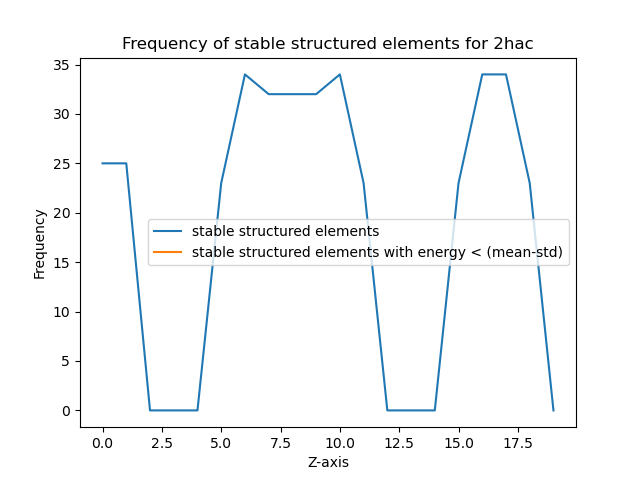 Frequency of stable structured elements for 2hac
35
30
25
20
15
10
5
0
Frequency
stable structured elements
stable structured elements with energy < (mean-std)
0.0 2.5 5.0 7.5 10.0 12.5 15.0 17.5
Z-axis